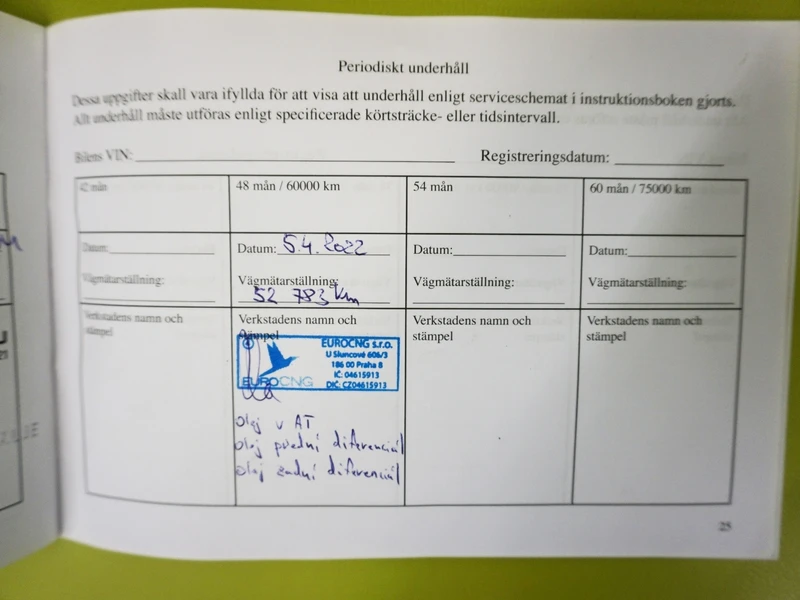 Periodiskt underhåll
Dessa uppgifter skall vara ifyllda för att visa att underhåll enligt serviceschemat i instruktionsboken gjorts.
Allt underhåll måste utföras enligt specificerade körtsträcke- eller tidsintervall.
Bilens VIN: Registreringsdatum:
42 mån 48 mån / 60000 km 54 mån 60 mån / 75000 km
Datum: Datum: 5.4. 2022 Datum: Datum:
Vägmätarställning: Vägmätarställning: Vägmätarställning: Vägmätarställning:
52 783 km
Verkstadens namn och Verkstadens namn och Verkstadens namn och Verkstadens namn och
stämpel stämpel stämpel stämpel
EUROCNG s.r.o.
U Sluncové 606/3
186 00 Praha 8
IČ: 04615913
EUROCNG DIČ: CZ04615913
olej v AT
olej přední diferenciál
olej zadní diferenciál
25